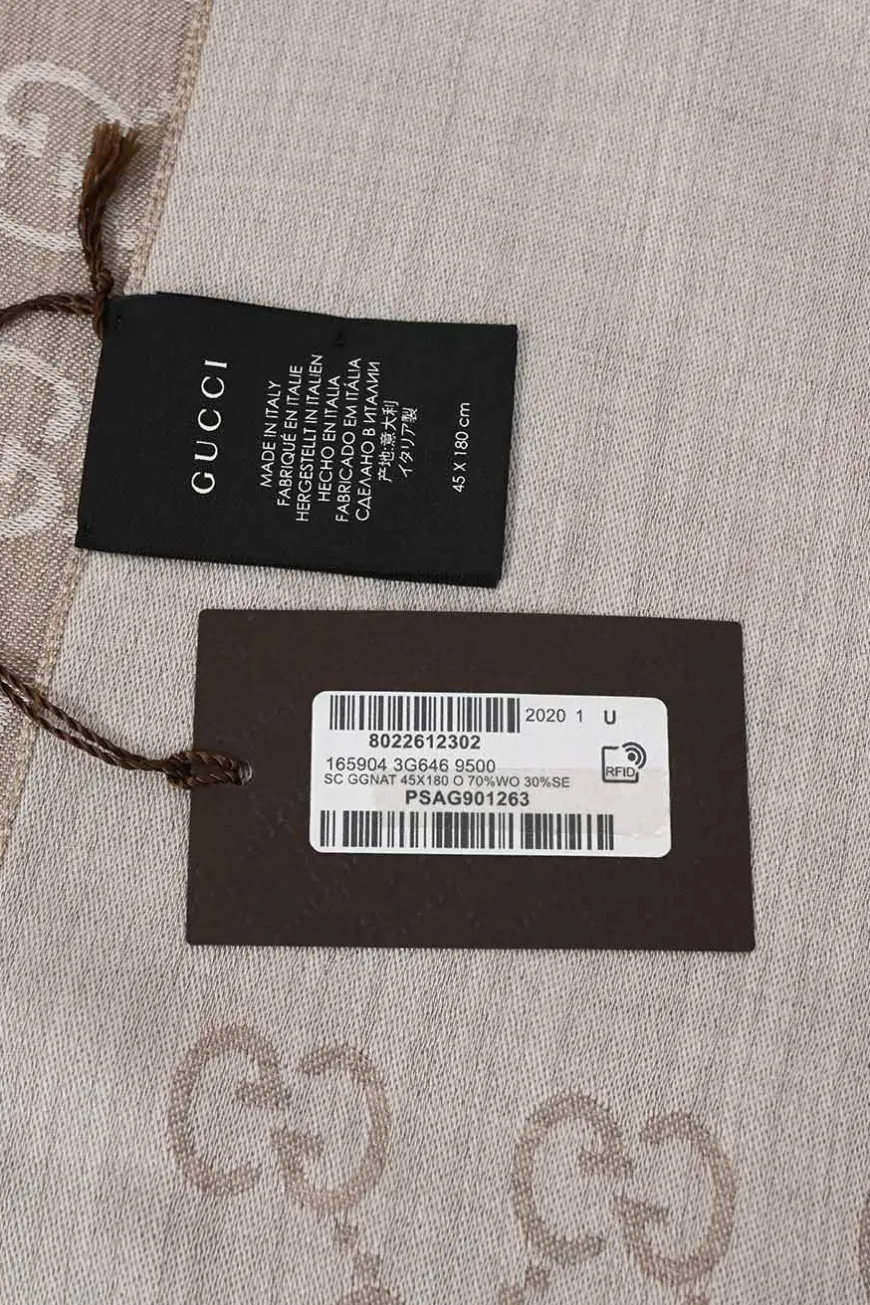 GUCCI
MADE IN ITALY
FABRIQUÉ EN ITALIE
HERGESTELLT IN ITALIEN
HECHO EN ITALIA
FABRICADO EM ITÁLIA
СДЕЛАНО В ИТАЛИИ
产地:意大利
イタリア製
45 X 180 cm
2020 1 U
8022612302
165904 3G646 9500
RFID
SC GGNAT 45X180 O 70%WO 30%SE
PSAG901263